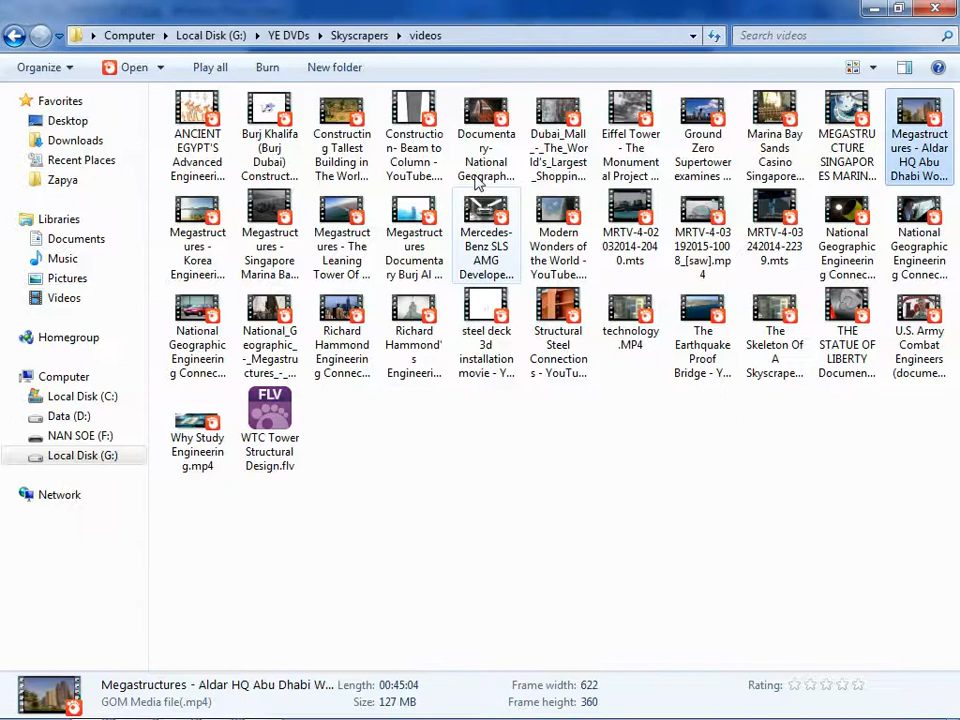 Computer Local Disk (G:) YE DVDs Skyscrapers videos
Search videos
Organize Open Play all Burn New folder
Favorites
Desktop
Downloads
Recent Places
Zapya
Libraries
Documents
Music
Pictures
Videos
Homegroup
Computer
Local Disk (C:)
Data (D:)
NAN SOE (F:)
Local Disk (G:)
Network
ANCIENT
EGYPT'S
Advanced
Engineeri...
Burj Khalifa
(Burj
Dubai)
Construct...
Constructin
g Tallest
Building in
The Worl...
Constructio
n- Beam to
Column -
YouTube....
Documenta
ry-
National
Geograph...
Dubai_Mall
_-_The_Wor
ld's_Largest
_Shoppin...
Eiffel Tower
- The
Monument
al Project ...
Ground
Zero
Supertower
examines ...
Marina Bay
Sands
Casino
Singapore...
MEGASTRU
CTURE
SINGAPOR
ES MARIN...
Megastruct
ures - Aldar
HQ Abu
Dhabi Wo...
Megastruct
ures -
Korea
Engineeri...
Megastruct
ures -
Singapore
Marina Ba...
Megastruct
ures - The
Leaning
Tower Of ...
Megastruct
ures
Documenta
ry Burj Al ...
Mercedes-
Benz SLS
AMG
Develope...
Modern
Wonders of
the World -
YouTube....
MRTV-4-02
032014-204
0.mts
MRTV-4-03
192015-100
8_[saw].mp
4
MRTV-4-03
242014-223
9.mts
National
Geographic
Engineerin
g Connec...
National
Geographic
Engineerin
g Connec...
National
Geographic
Engineerin
g Connec...
National_G
eographic_
-_Megastru
ctures_-_...
Richard
Hammond
Engineerin
g Connec...
Richard
Hammond's
Engineeri...
steel deck
3d
installation
movie - Y...
Structural
Steel
Connection
s - YouTu...
technology
.MP4
The
Earthquake
Proof
Bridge - Y...
The
Skeleton Of
A
Skyscrape...
THE
STATUE OF
LIBERTY
Documen...
U.S. Army
Combat
Engineers
(docume...
Why Study
Engineerin
g.mp4
FLV
WTC Tower
Structural
Design.flv
Megastructures - Aldar HQ Abu Dhabi W... Length: 00:45:04 Frame width: 622 Rating:
GOM Media file(.mp4) Size: 127 MB Frame height: 360